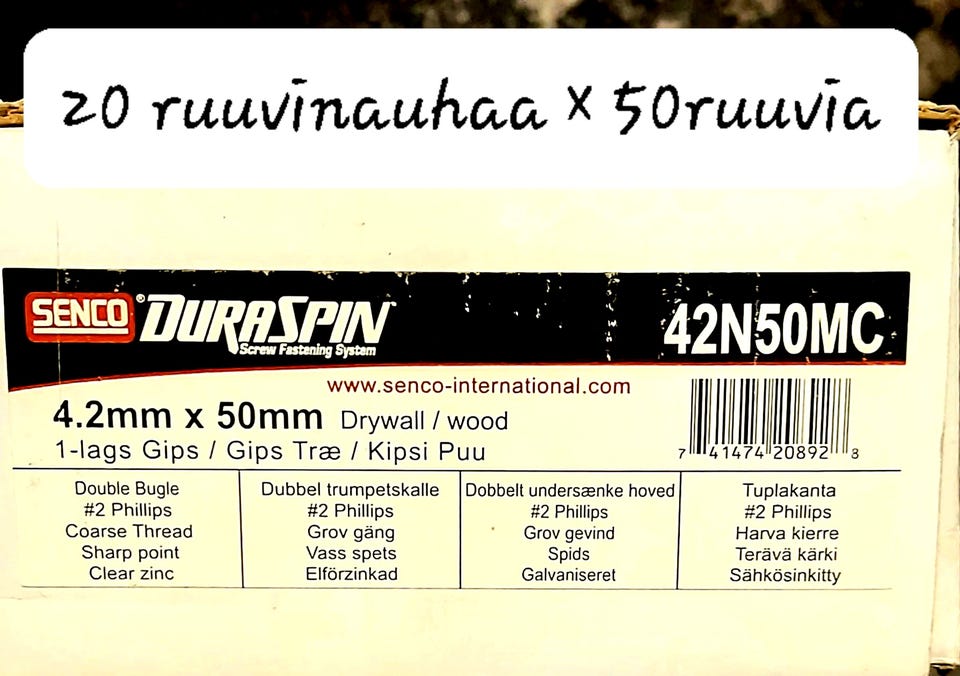 20 ruuvinauhaa x 50ruuvia
SENCO® DURASPIN™
Screw Fastening System
42N50MC
www.senco-international.com
4.2mm x 50mm Drywall / wood
1-lags Gips / Gips Træ / Kipsi Puu
7 41474 20892 8
Double Bugle
#2 Phillips
Coarse Thread
Sharp point
Clear zinc
Dubbel trumpetskalle
#2 Phillips
Grov gäng
Vass spets
Elförzinkad
Dobbelt undersænke hoved
#2 Phillips
Grov gevind
Spids
Galvaniseret
Tuplakanta
#2 Phillips
Harva kierre
Terävä kärki
Sähkösinkitty